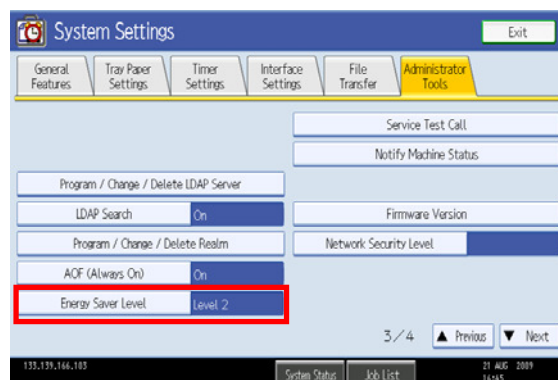 System Settings
Exit
General Features
Tray Paper Settings
Timer Settings
Interface Settings
File Transfer
Administrator Tools
Service Test Call
Notify Machine Status
Program / Change / Delete LDAP Server
LDAP Search On
Firmware Version
Program / Change / Delete Realm
Network Security Level
AOF (Always On) On
Energy Saver Level Level 2
3/4 ▲ Previous ▼ Next
133.139.166.103
System Status
Job List
21 AUG 2009
16:45